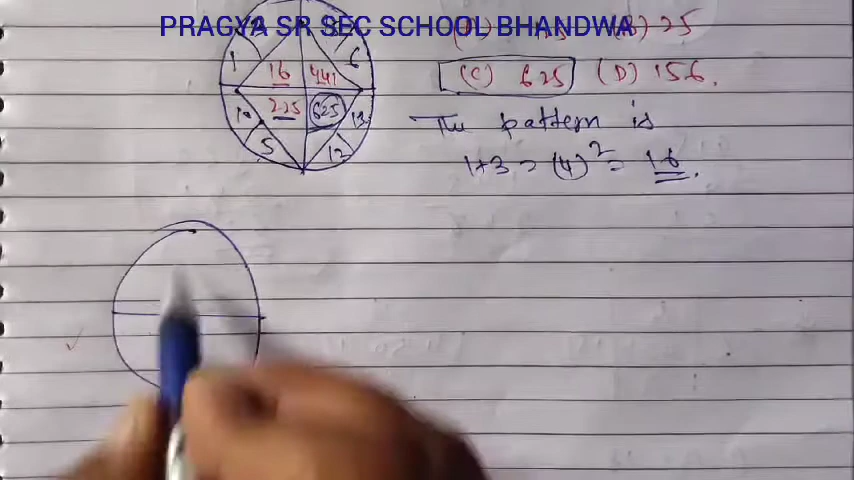 PRAGYA SR SEC SCHOOL BHANDWA
25
1 16 441 6
(C) 625 (D) 156.
10 225 625 13
The pattern is
5 12
1+3 = (4)² = 16.